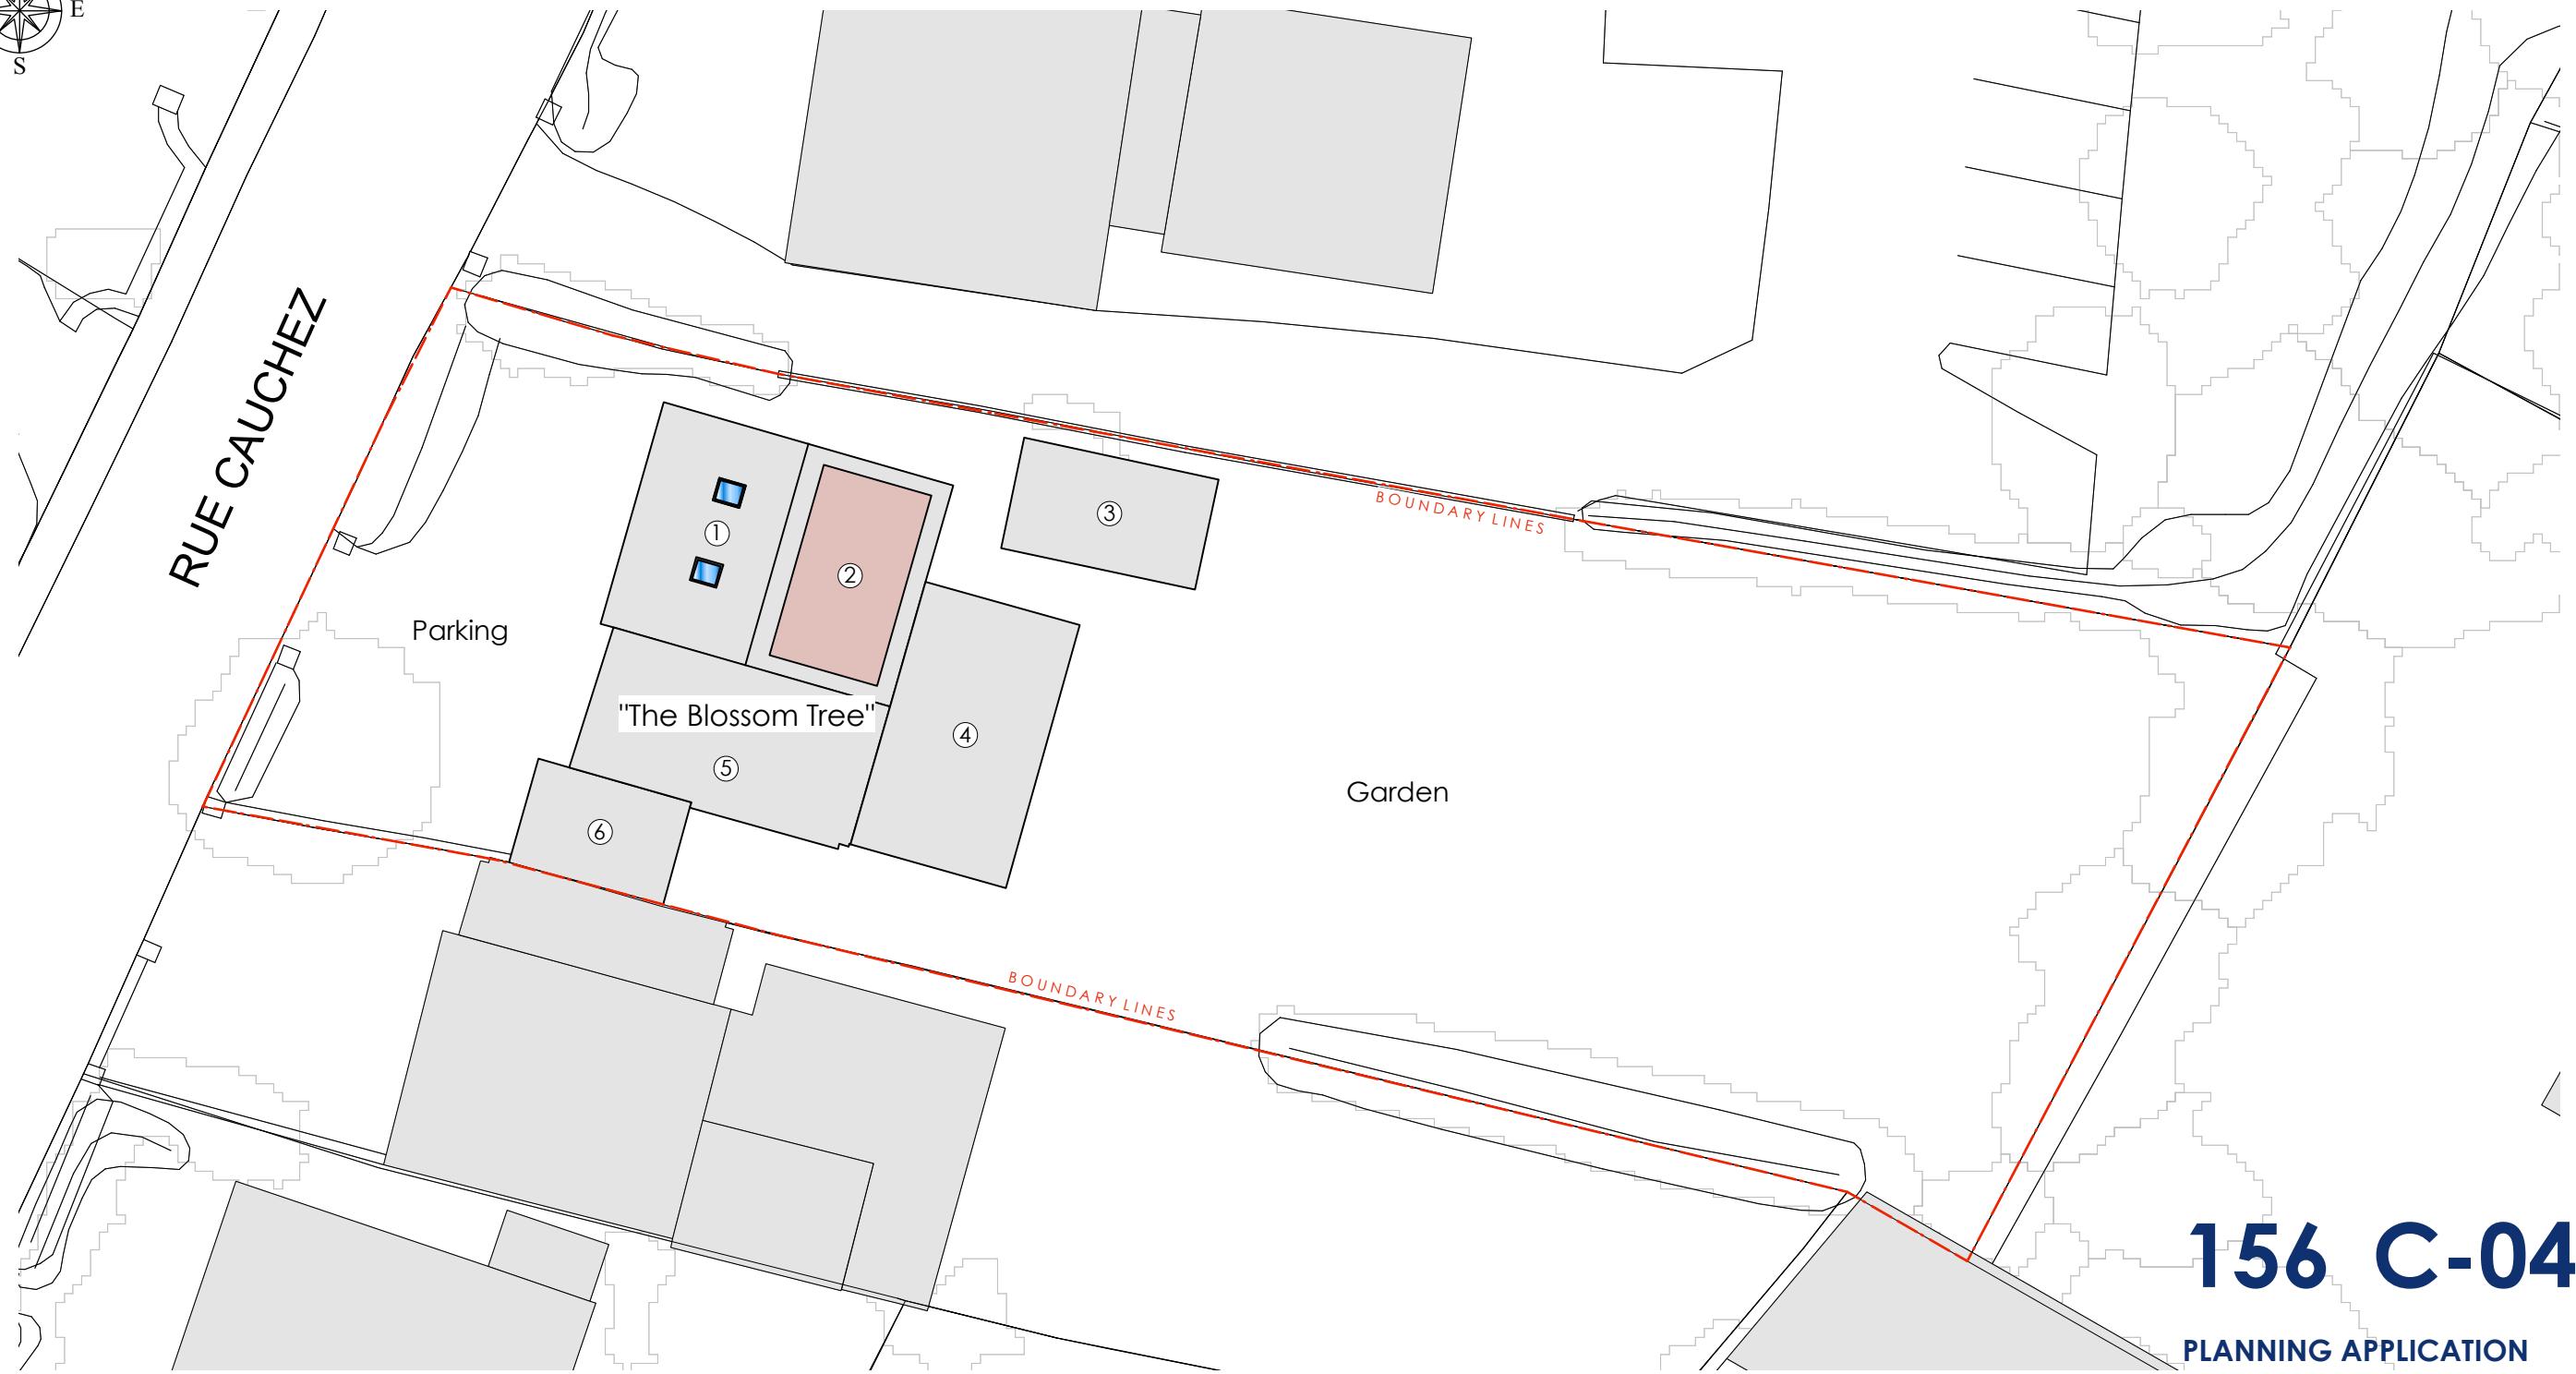 E
S
RUE CAUCHEZ
BOUNDARY LINES
1
2
3
Parking
"The Blossom Tree"
4
5
Garden
6
BOUNDARY LINES
156 C-04
PLANNING APPLICATION